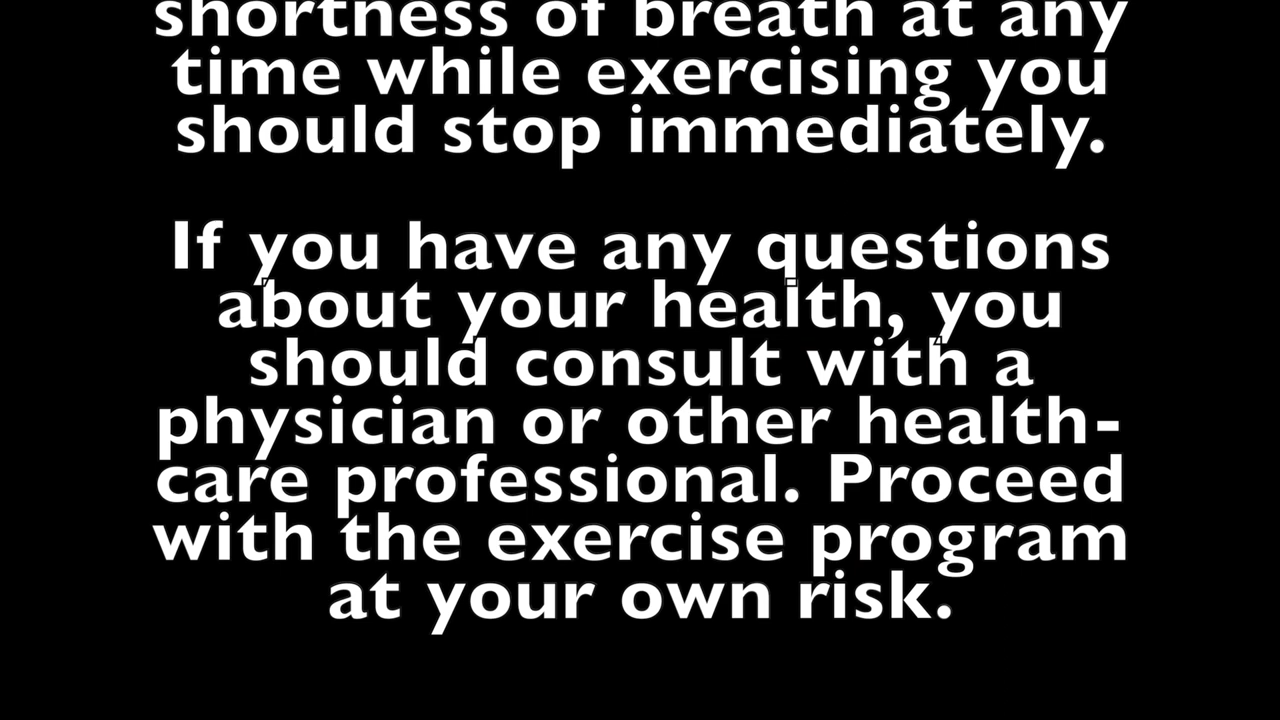 shortness of breath at any
time while exercising you
should stop immediately.
If you have any questions
about your health, you
should consult with a
physician or other health-
care professional. Proceed
with the exercise program
at your own risk.